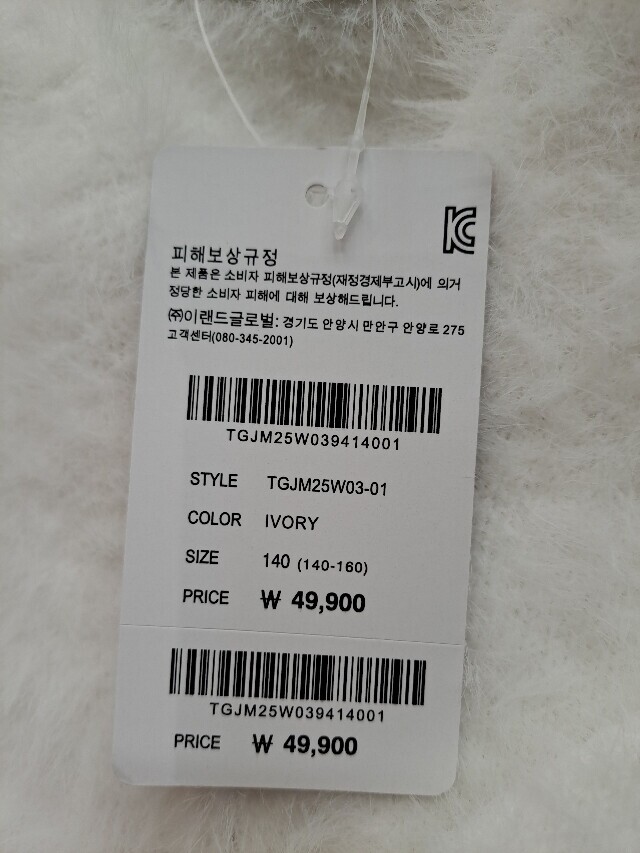 피해보상규정
본 제품은 소비자 피해보상규정(재정경제부고시)에 의거
정당한 소비자 피해에 대해 보상해드립니다.
㈜이랜드글로벌: 경기도 안양시 만안구 안양로 275
고객센터(080-345-2001)
TGJM25W039414001
STYLE TGJM25W03-01
COLOR IVORY
SIZE 140 (140-160)
PRICE ₩ 49,900
TGJM25W039414001
PRICE ₩ 49,900